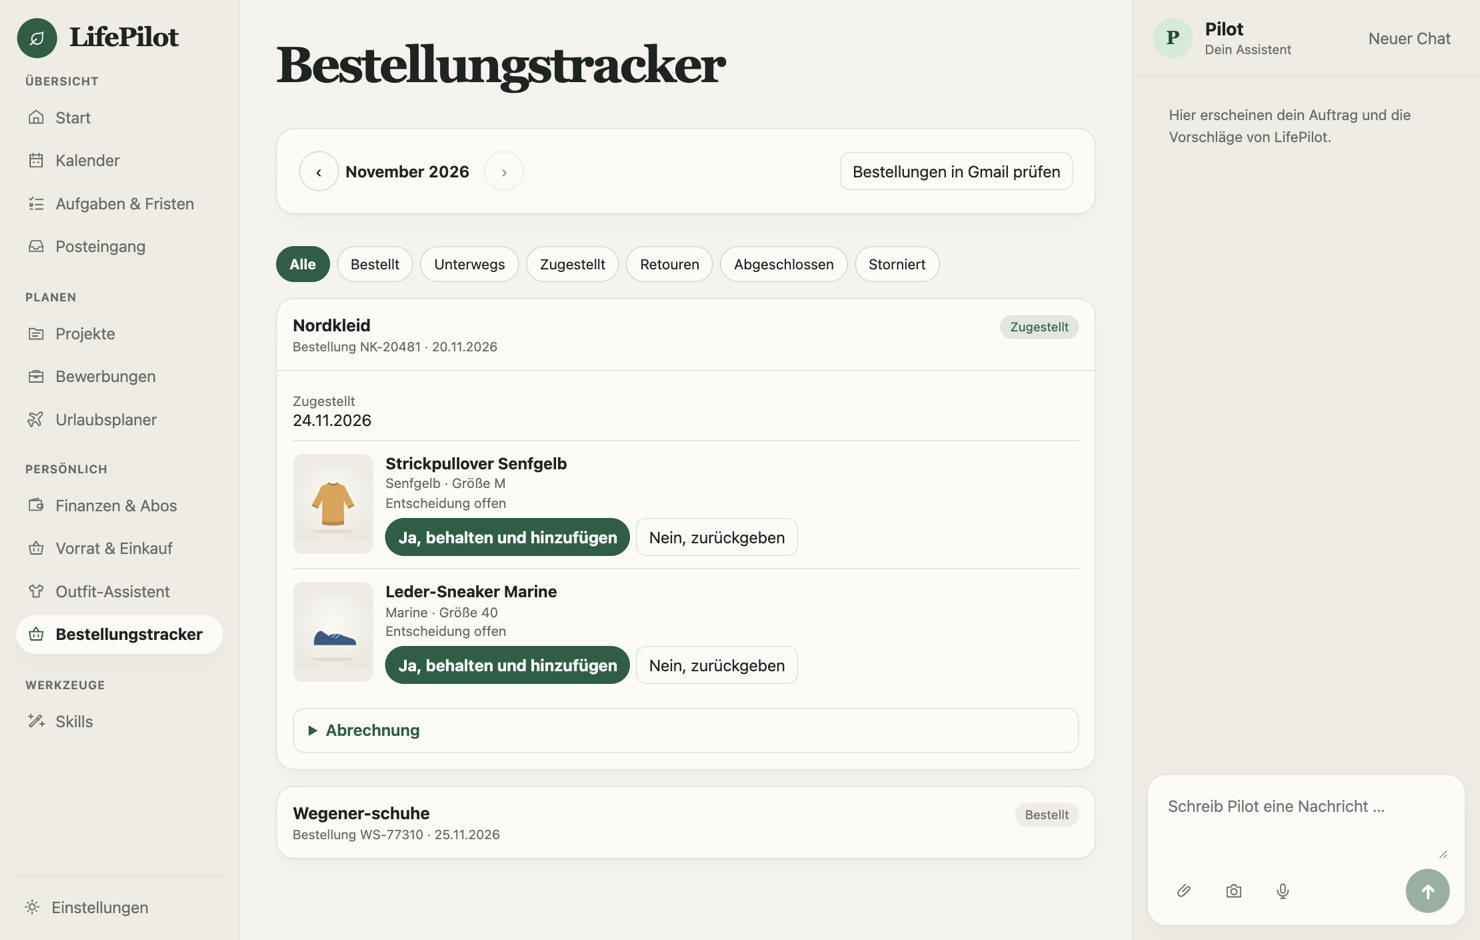 LifePilot
ÜBERSICHT
Start
Kalender
Aufgaben & Fristen
Posteingang
PLANEN
Projekte
Bewerbungen
Urlaubsplaner
PERSÖNLICH
Finanzen & Abos
Vorrat & Einkauf
Outfit-Assistent
Bestellungstracker
WERKZEUGE
Skills
Einstellungen
Bestellungstracker
‹ November 2026 ›
Bestellungen in Gmail prüfen
Alle Bestellt Unterwegs Zugestellt Retouren Abgeschlossen Storniert
Nordkleid
Zugestellt
Bestellung NK-20481 · 20.11.2026
Zugestellt
24.11.2026
Strickpullover Senfgelb
Senfgelb · Größe M
Entscheidung offen
Ja, behalten und hinzufügen Nein, zurückgeben
Leder-Sneaker Marine
Marine · Größe 40
Entscheidung offen
Ja, behalten und hinzufügen Nein, zurückgeben
Abrechnung
Wegener-schuhe
Bestellt
Bestellung WS-77310 · 25.11.2026
P
Pilot
Dein Assistent
Neuer Chat
Hier erscheinen dein Auftrag und die
Vorschläge von LifePilot.
Schreib Pilot eine Nachricht ...